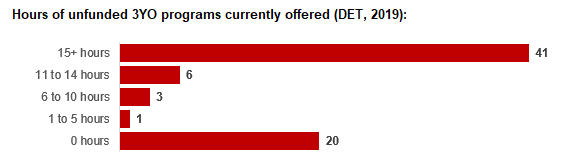 Hours of unfunded 3YO programs currently offered (DET, 2019):
15+ hours 41
11 to 14 hours 6
6 to 10 hours 3
1 to 5 hours 1
0 hours 20